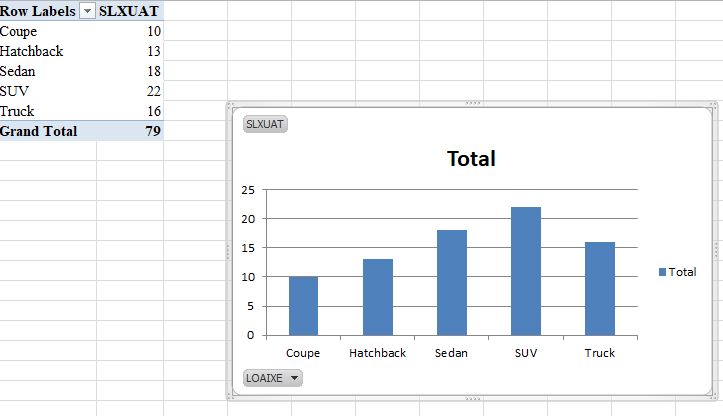 Row Labels SLXUAT
Coupe 10
Hatchback 13
Sedan 18
SUV 22
Truck 16
Grand Total 79
SLXUAT
Total
25
20
15
10
5
0
Coupe Hatchback Sedan SUV Truck
Total
LOAIXE